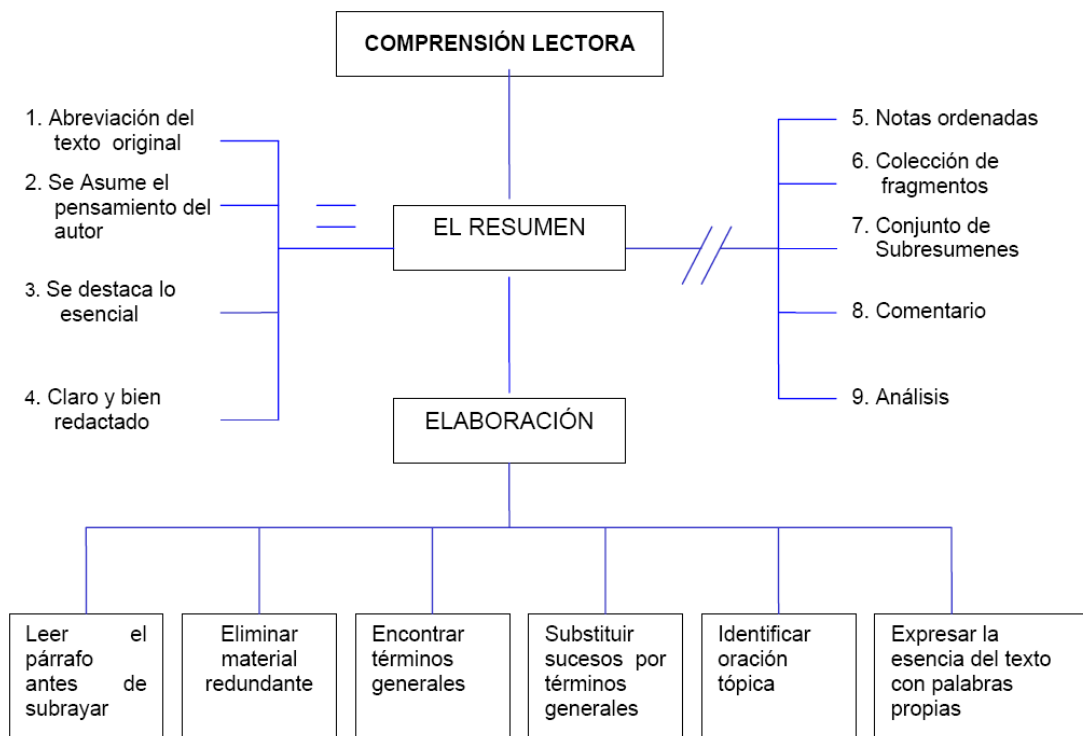 COMPRENSIÓN LECTORA
1. Abreviación del
texto original
2. Se Asume el
pensamiento del
autor
3. Se destaca lo
esencial
4. Claro y bien
redactado
EL RESUMEN
5. Notas ordenadas
6. Colección de
fragmentos
7. Conjunto de
Subresumenes
8. Comentario
9. Análisis
ELABORACIÓN
Leer el
párrafo
antes de
subrayar
Eliminar
material
redundante
Encontrar
términos
generales
Substituir
sucesos por
términos
generales
Identificar
oración
tópica
Expresar la
esencia del texto
con palabras
propias